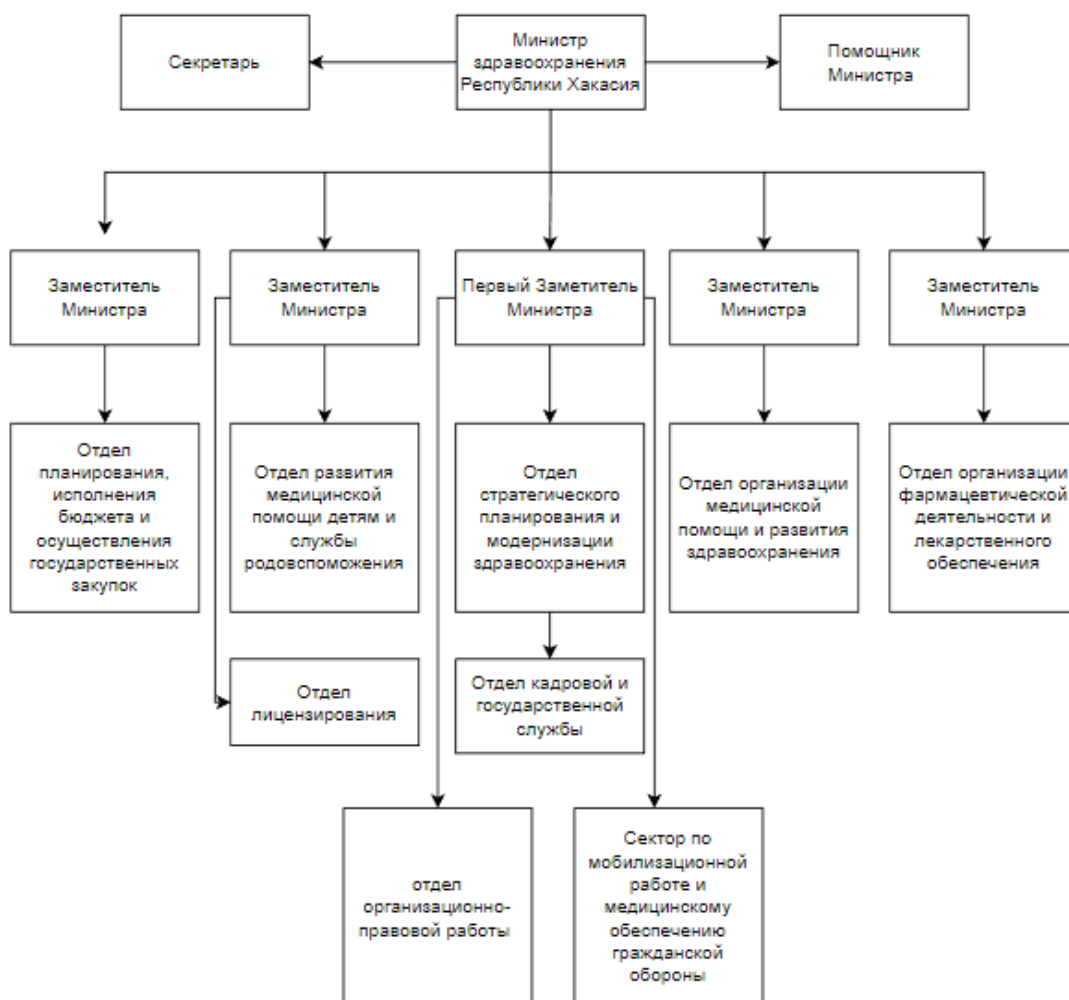 Секретарь
Министр
здравоохранения
Республики Хакасия
Помощник
Министра
Заместитель
Министра
Заместитель
Министра
Первый Заметитель
Министра
Заместитель
Министра
Заместитель
Министра
Отдел
планирования,
исполнения
бюджета и
осуществления
государственных
закупок
Отдел развития
медицинской
помощи детям и
службы
родовспоможения
Отдел
стратегического
планирования и
модернизации
здравоохранения
Отдел организации
медицинской
помощи и развития
здравоохранения
Отдел организации
фармацевтической
деятельности и
лекарственного
обеспечения
Отдел
лицензирования
Отдел кадровой и
государственной
службы
отдел
организационно-
правовой работы
Сектор по
мобилизационной
работе и
медицинскому
обеспечению
гражданской
обороны